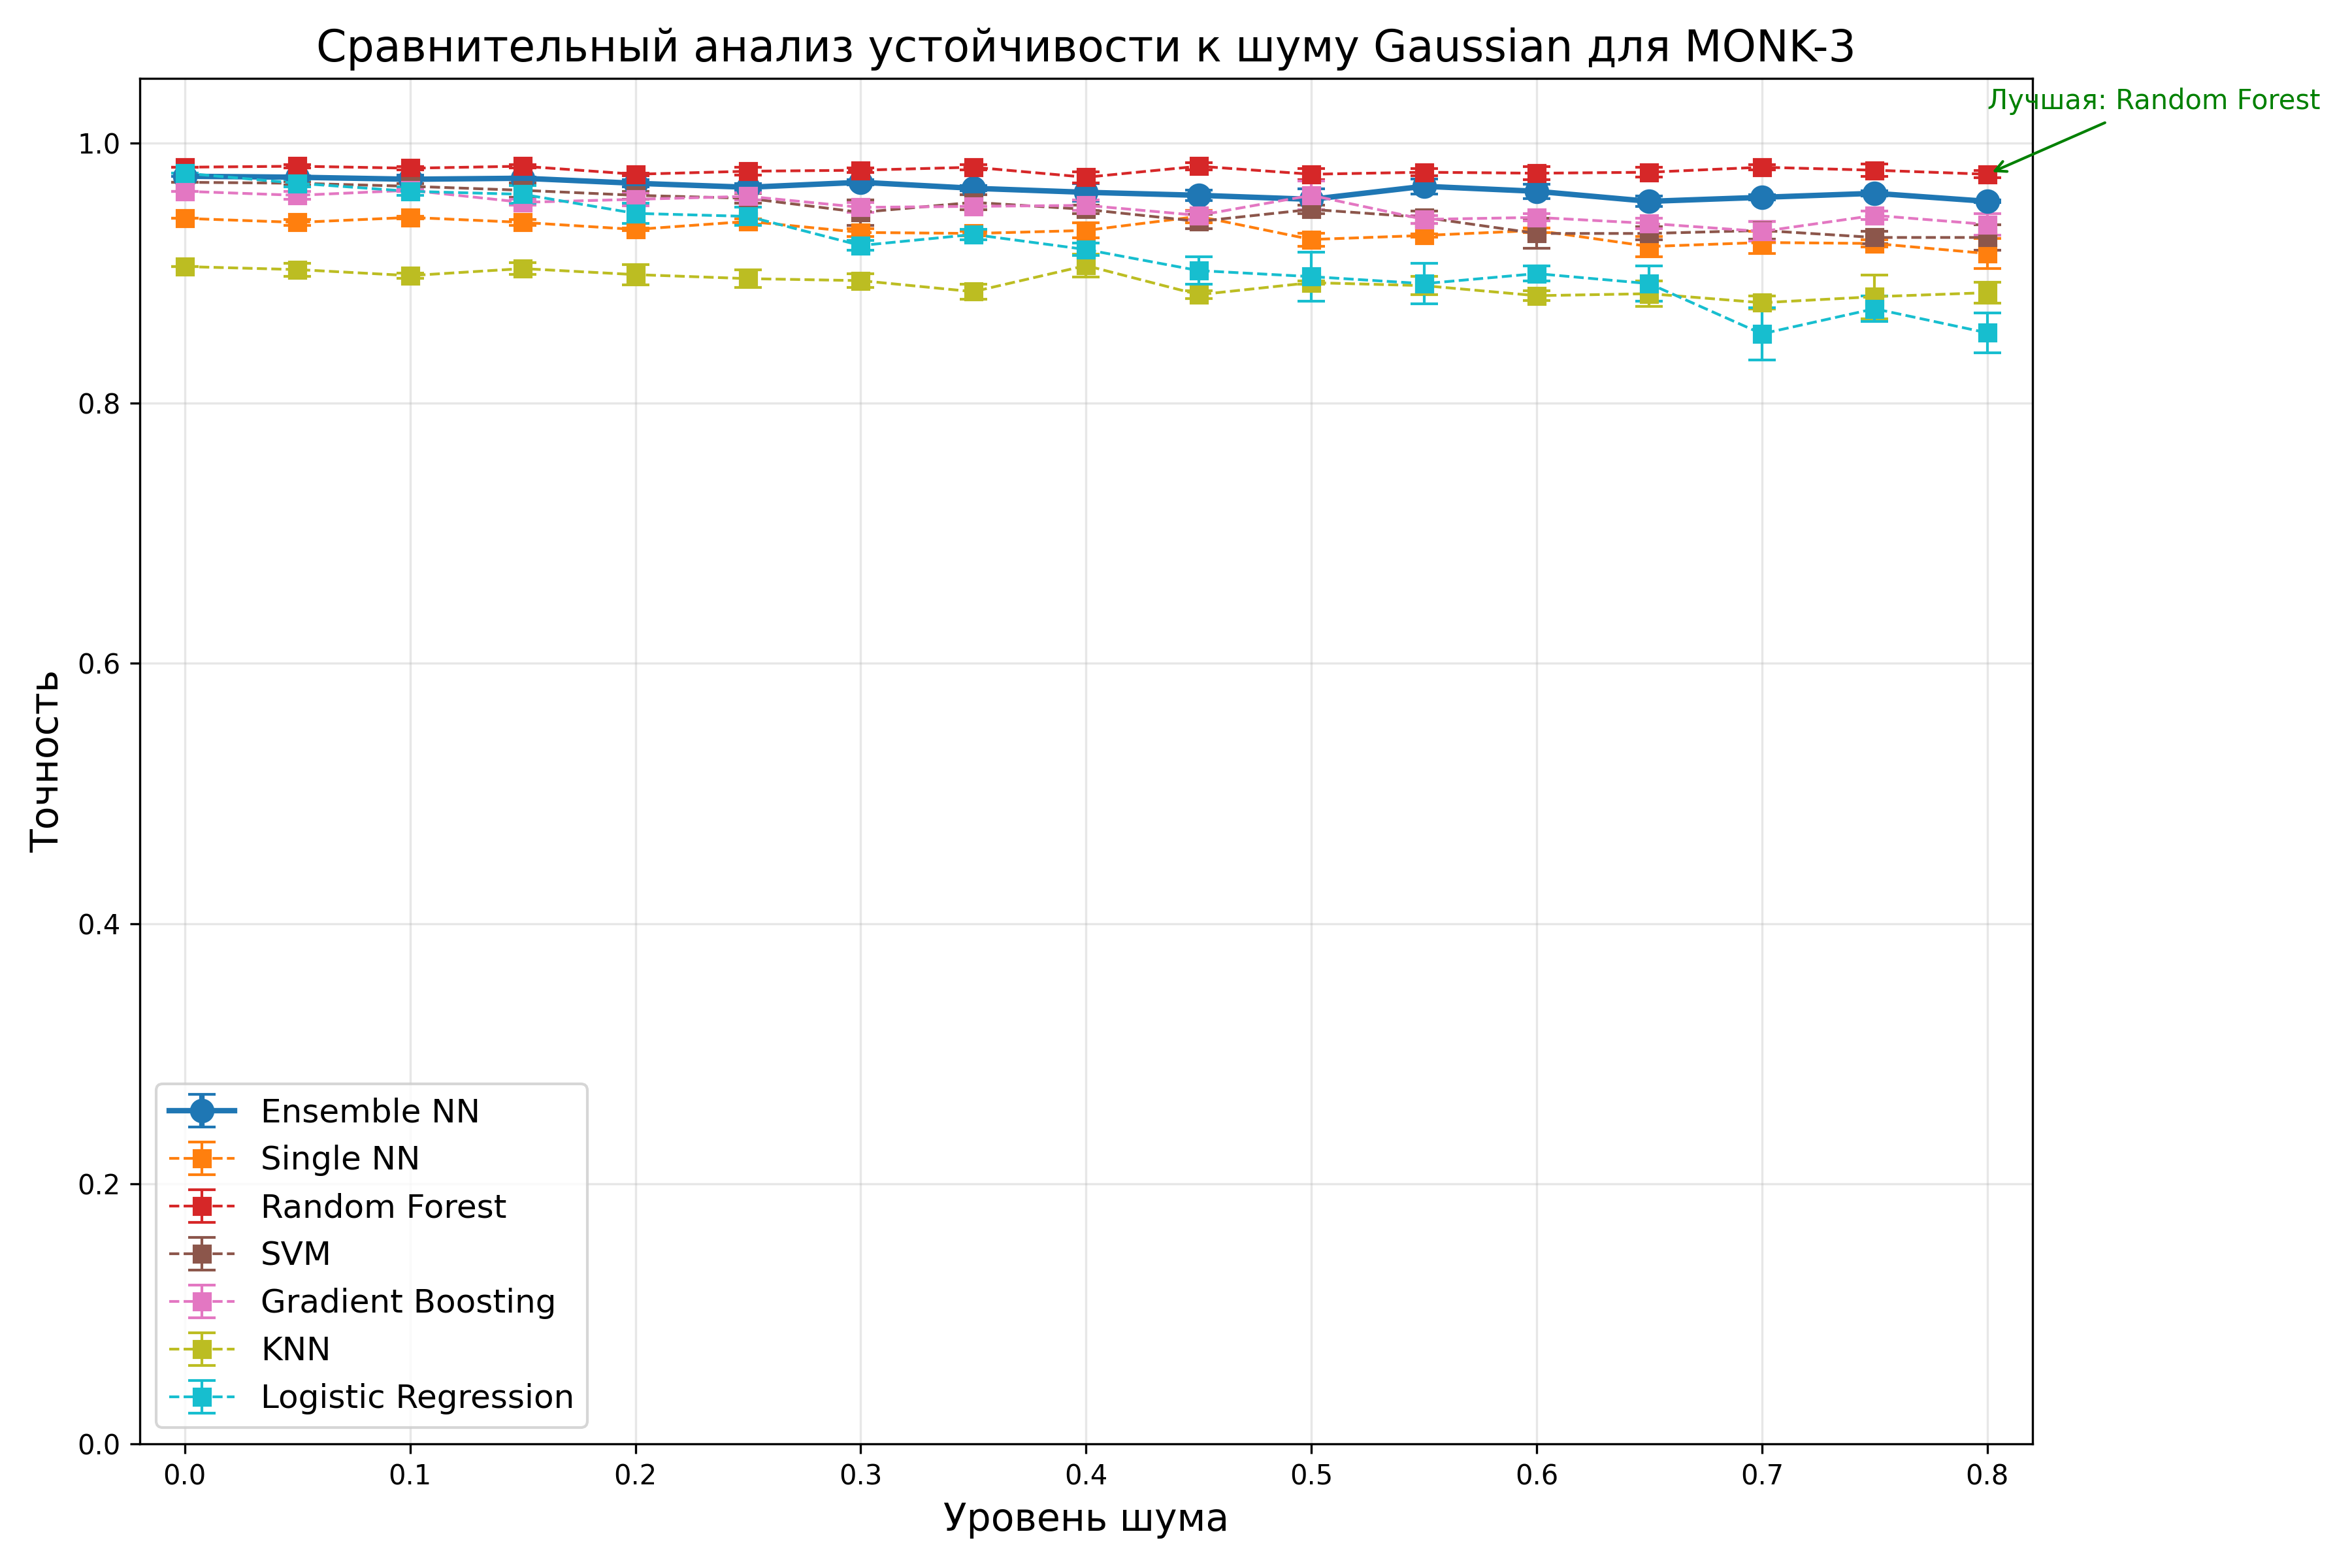 Сравнительный анализ устойчивости к шуму Gaussian для MONK-3
Лучшая: Random Forest
1.0
0.8
0.6
0.4
0.2
0.0
Точность
Ensemble NN
Single NN
Random Forest
SVM
Gradient Boosting
KNN
Logistic Regression
0.0 0.1 0.2 0.3 0.4 0.5 0.6 0.7 0.8
Уровень шума